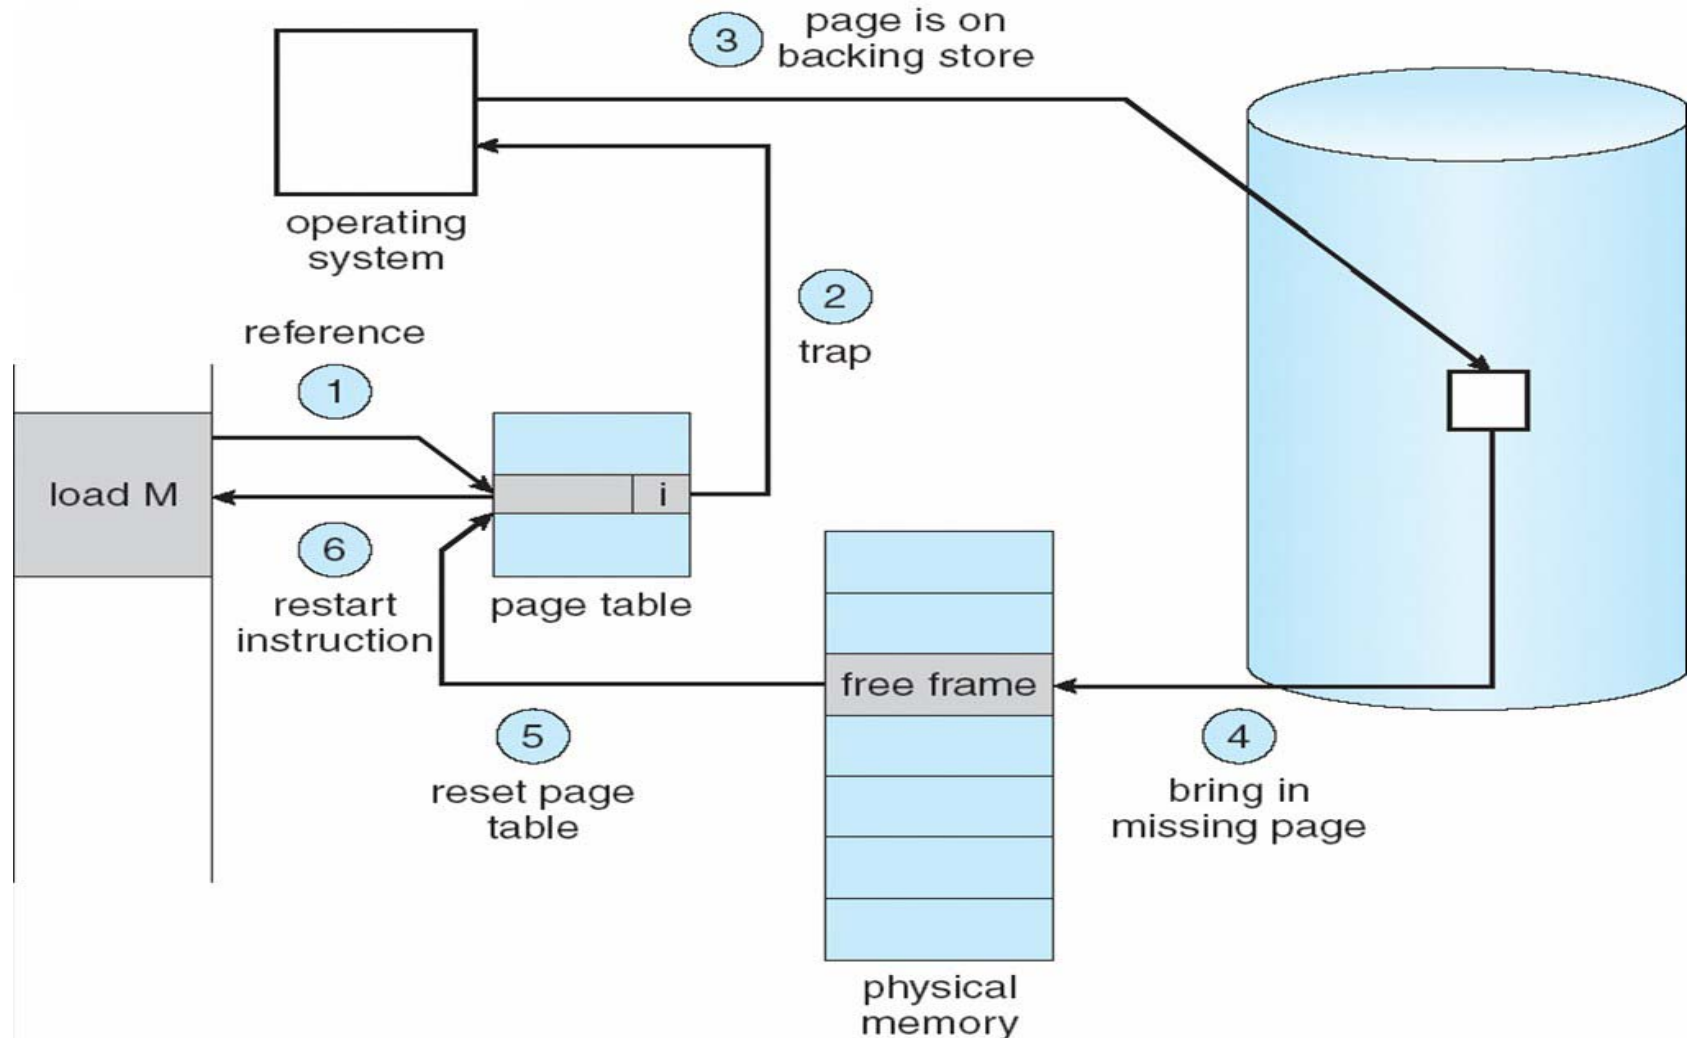 3
page is on
backing store
operating
system
2
trap
reference
1
load M
i
6
restart
instruction
page table
free frame
5
reset page
table
4
bring in
missing page
physical
memory